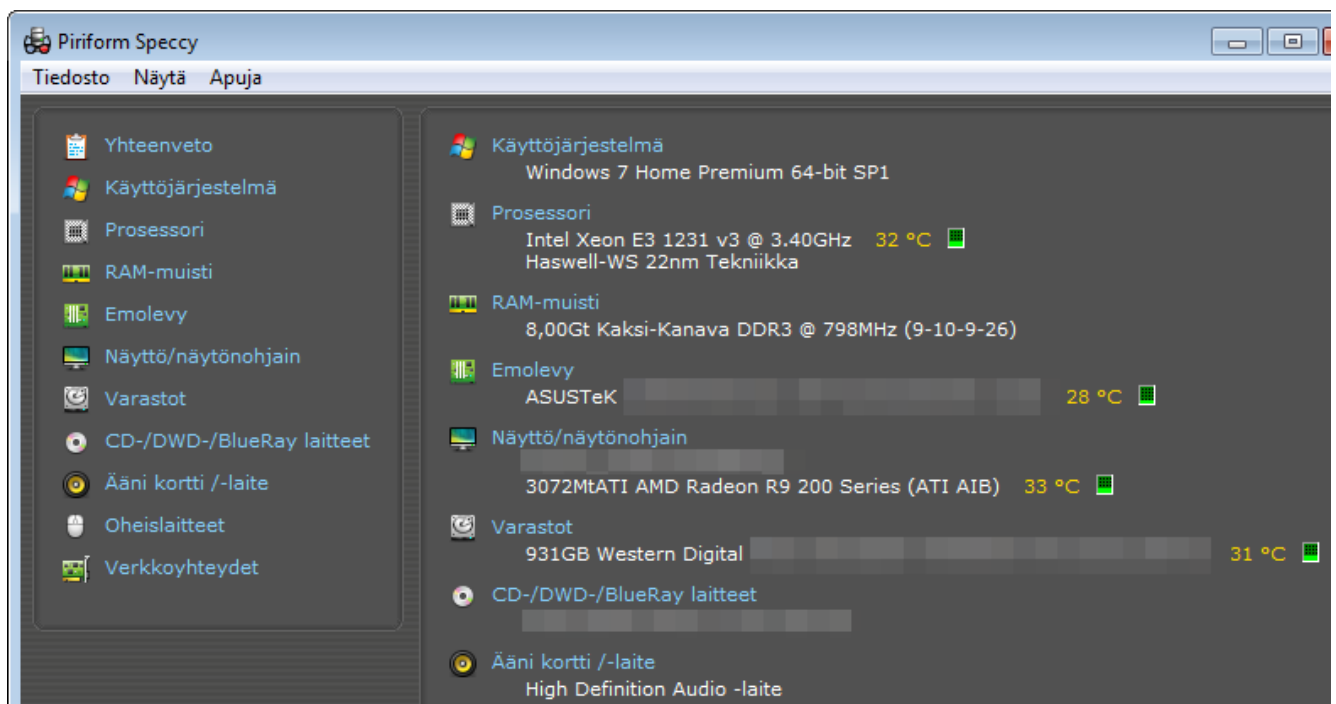 Piriform Speccy
Tiedosto Näytä Apuja
Yhteenveto
Käyttöjärjestelmä
Prosessori
RAM-muisti
Emolevy
Näyttö/näytönohjain
Varastot
CD-/DWD-/BlueRay laitteet
Ääni kortti /-laite
Oheislaitteet
Verkkoyhteydet
Käyttöjärjestelmä
Windows 7 Home Premium 64-bit SP1
Prosessori
Intel Xeon E3 1231 v3 @ 3.40GHz 32 °C
Haswell-WS 22nm Tekniikka
RAM-muisti
8,00Gt Kaksi-Kanava DDR3 @ 798MHz (9-10-9-26)
Emolevy
ASUSTeK 28 °C
Näyttö/näytönohjain
3072MtATI AMD Radeon R9 200 Series (ATI AIB) 33 °C
Varastot
931GB Western Digital 31 °C
CD-/DWD-/BlueRay laitteet
Ääni kortti /-laite
High Definition Audio -laite